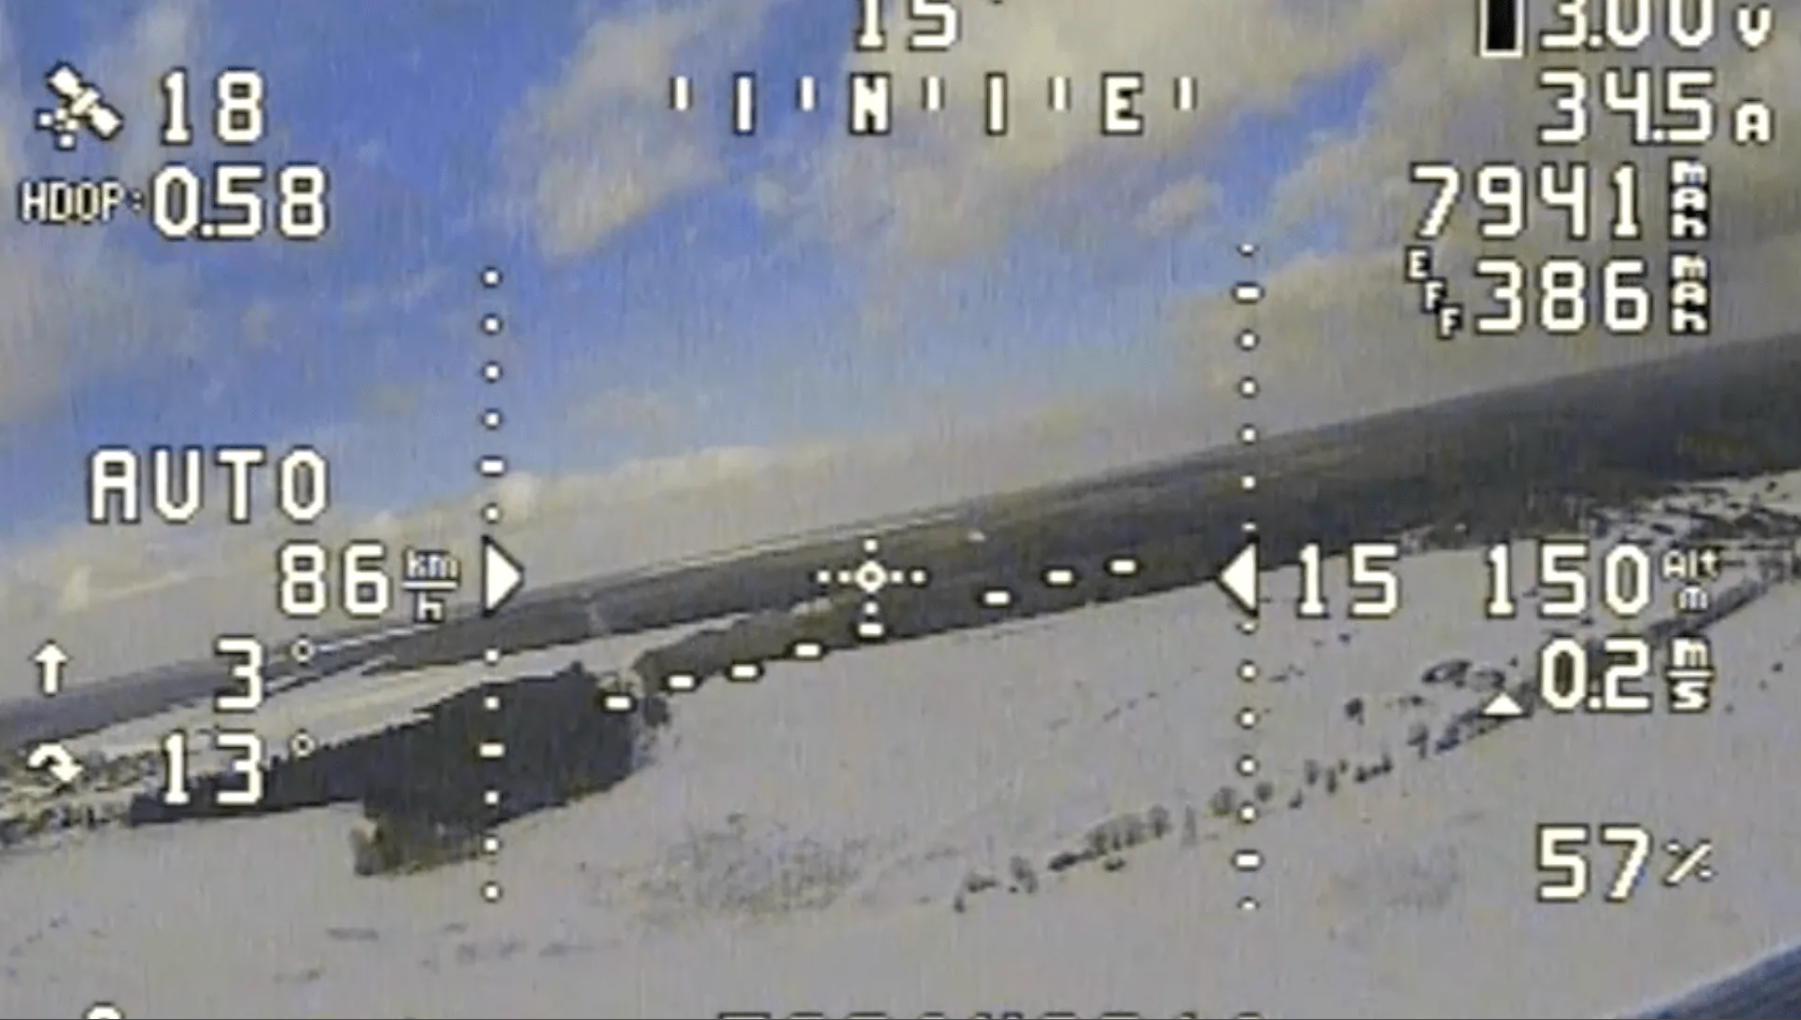 15°
3.00 V
18
I N I E
34.5 A
HDOP: 0.58
7941 mAh
EFF 386 mAh
AUTO
86 km/h
15
150 Alt m
3°
0.2 m/s
13°
57 %